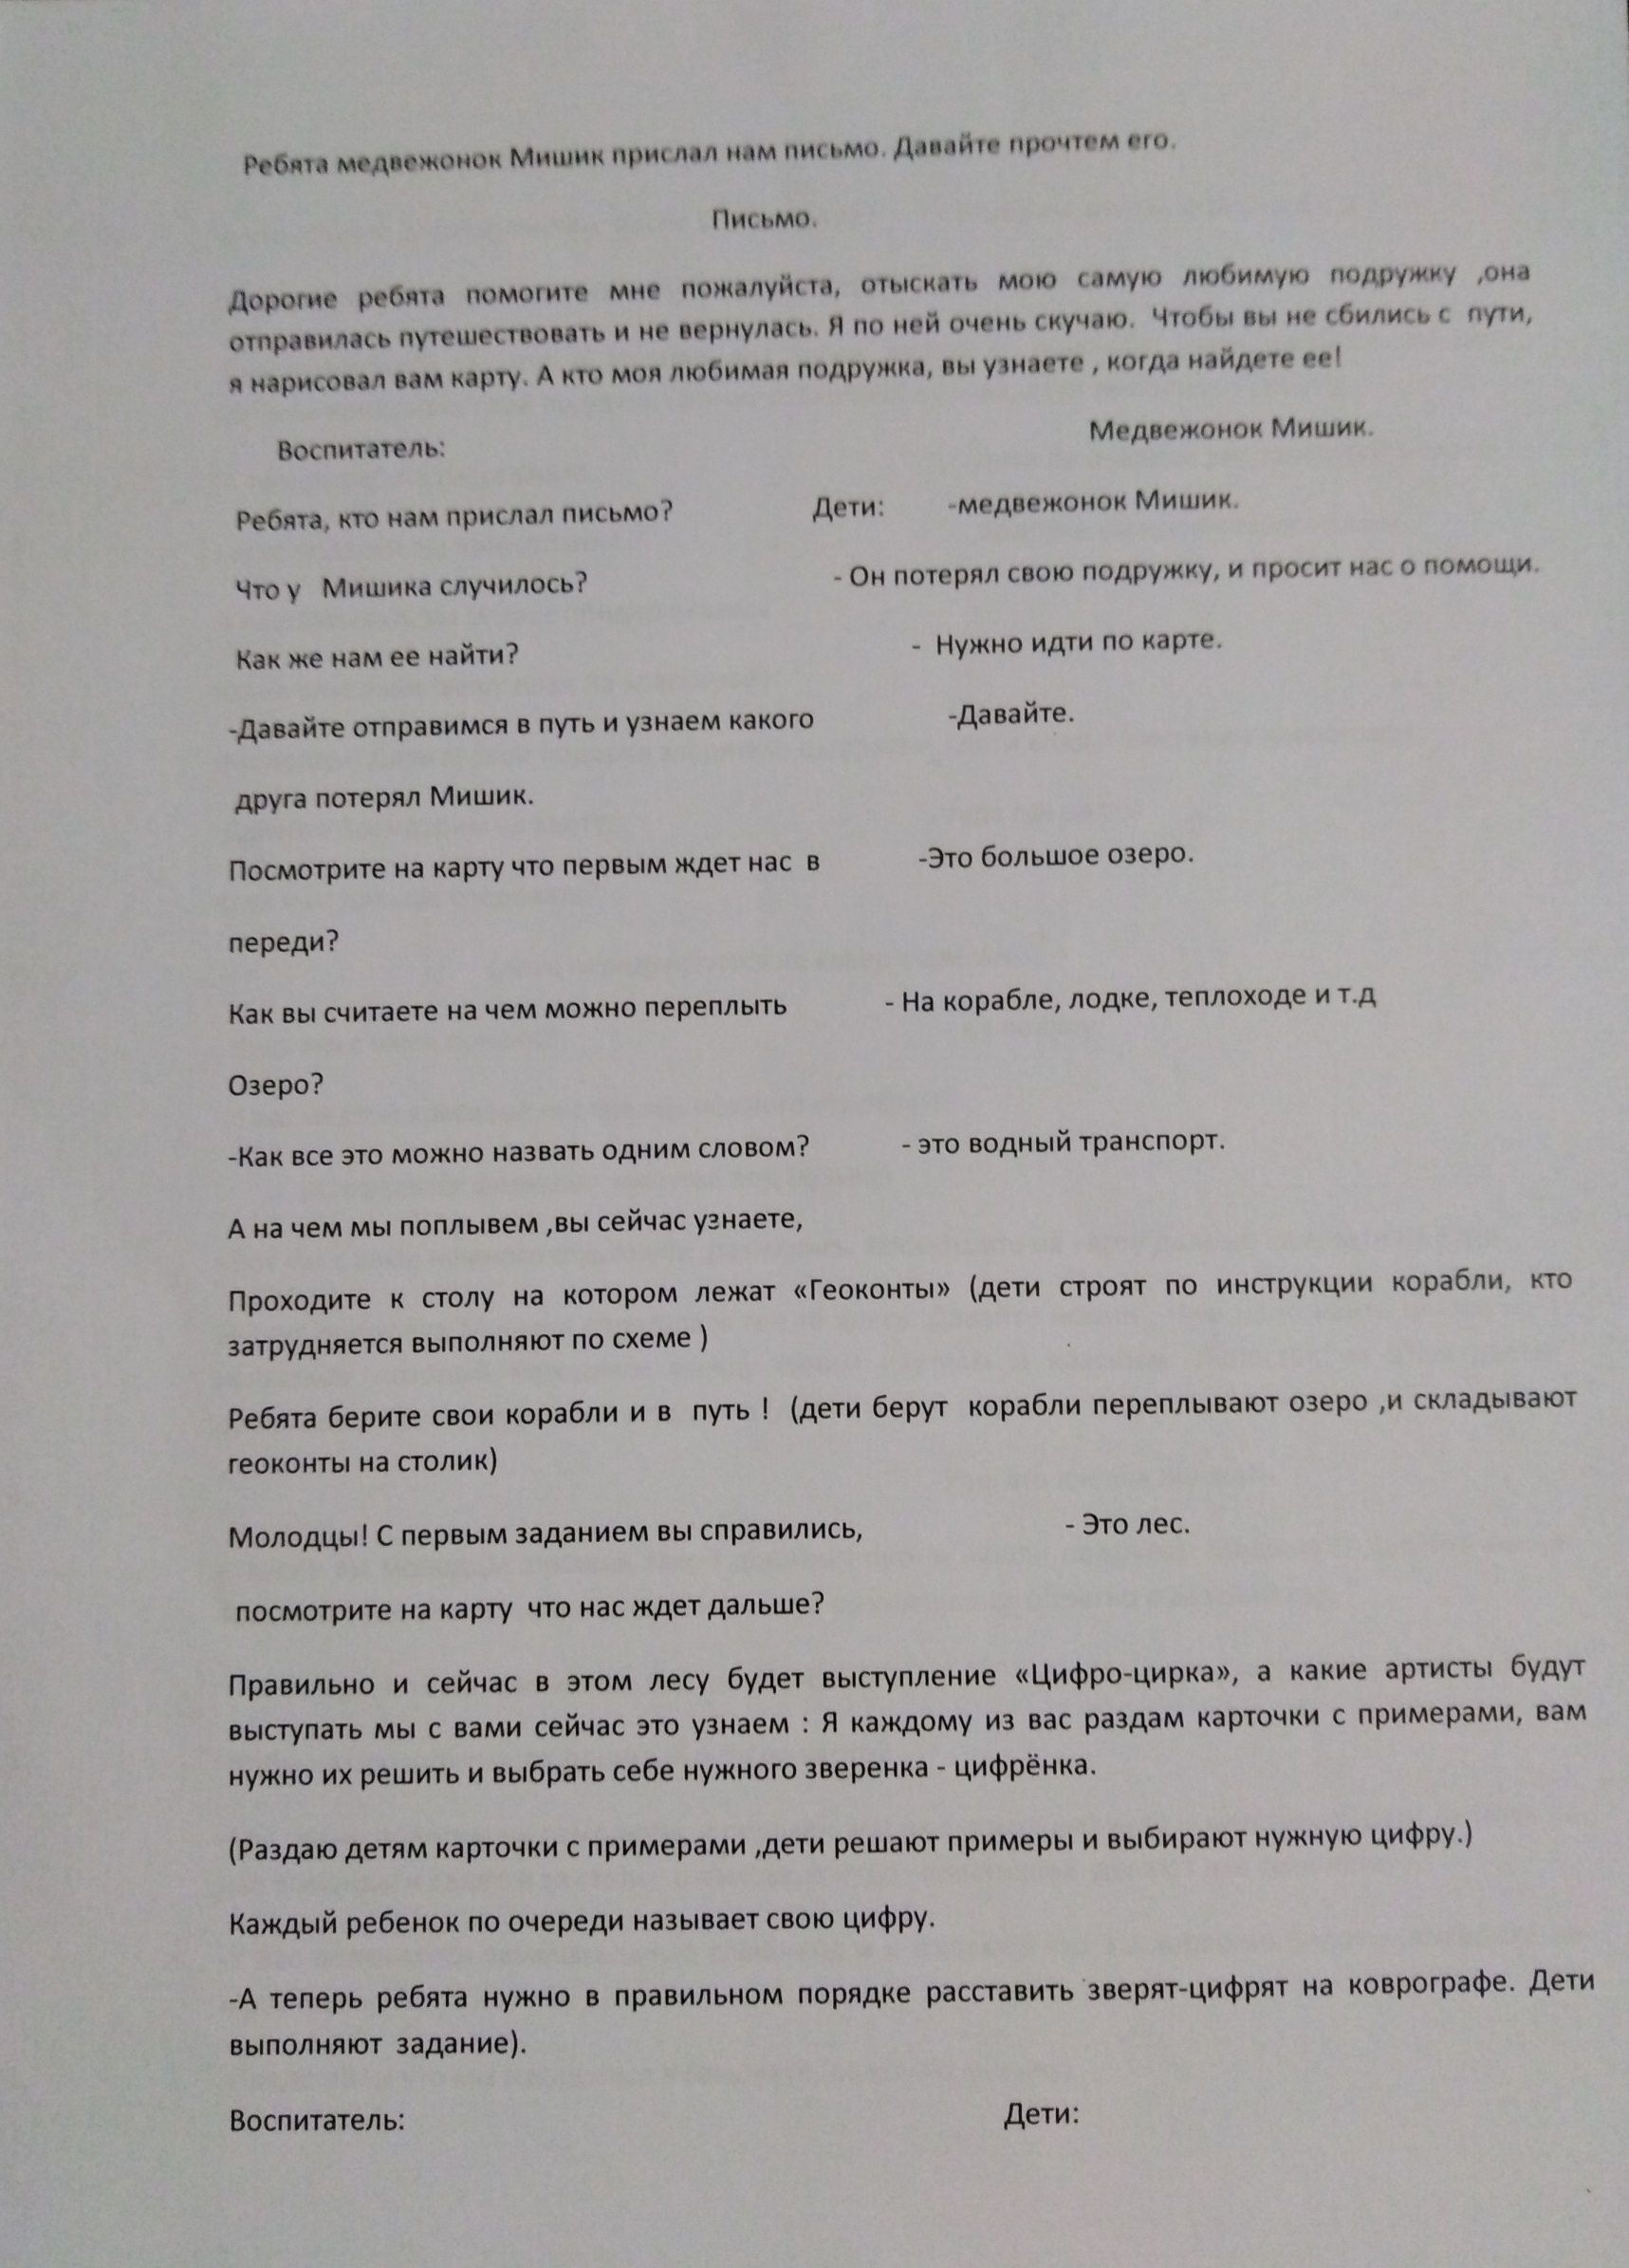 Ребята медвежонок Мишик прислал нам письмо. Давайте прочтем его.
Письмо.
Дорогие ребята помогите мне пожалуйста, отыскать мою самую любимую подружку ,она
отправилась путешествовать и не вернулась. Я по ней очень скучаю. Чтобы вы не сбились с пути,
я нарисовал вам карту. А кто моя любимая подружка, вы узнаете , когда найдете ее!
Медвежонок Мишик.
Воспитатель:
Ребята, кто нам прислал письмо? Дети: -медвежонок Мишик.
Что у Мишика случилось? - Он потерял свою подружку, и просит нас о помощи.
Как же нам ее найти? - Нужно идти по карте.
-Давайте отправимся в путь и узнаем какого -Давайте.
друга потерял Мишик.
Посмотрите на карту что первым ждет нас в -Это большое озеро.
переди?
Как вы считаете на чем можно переплыть - На корабле, лодке, теплоходе и т.д
Озеро?
-Как все это можно назвать одним словом? - это водный транспорт.
А на чем мы поплывем ,вы сейчас узнаете,
Проходите к столу на котором лежат «Геоконты» (дети строят по инструкции корабли, кто
затрудняется выполняют по схеме )
Ребята берите свои корабли и в путь ! (дети берут корабли переплывают озеро ,и складывают
геоконты на столик)
Молодцы! С первым заданием вы справились, - Это лес.
посмотрите на карту что нас ждет дальше?
Правильно и сейчас в этом лесу будет выступление «Цифро-цирка», а какие артисты будут
выступать мы с вами сейчас это узнаем : Я каждому из вас раздам карточки с примерами, вам
нужно их решить и выбрать себе нужного зверенка - цифрёнка.
(Раздаю детям карточки с примерами ,дети решают примеры и выбирают нужную цифру.)
Каждый ребенок по очереди называет свою цифру.
-А теперь ребята нужно в правильном порядке расставить зверят-цифрят на коврографе. Дети
выполняют задание).
Воспитатель: Дети: